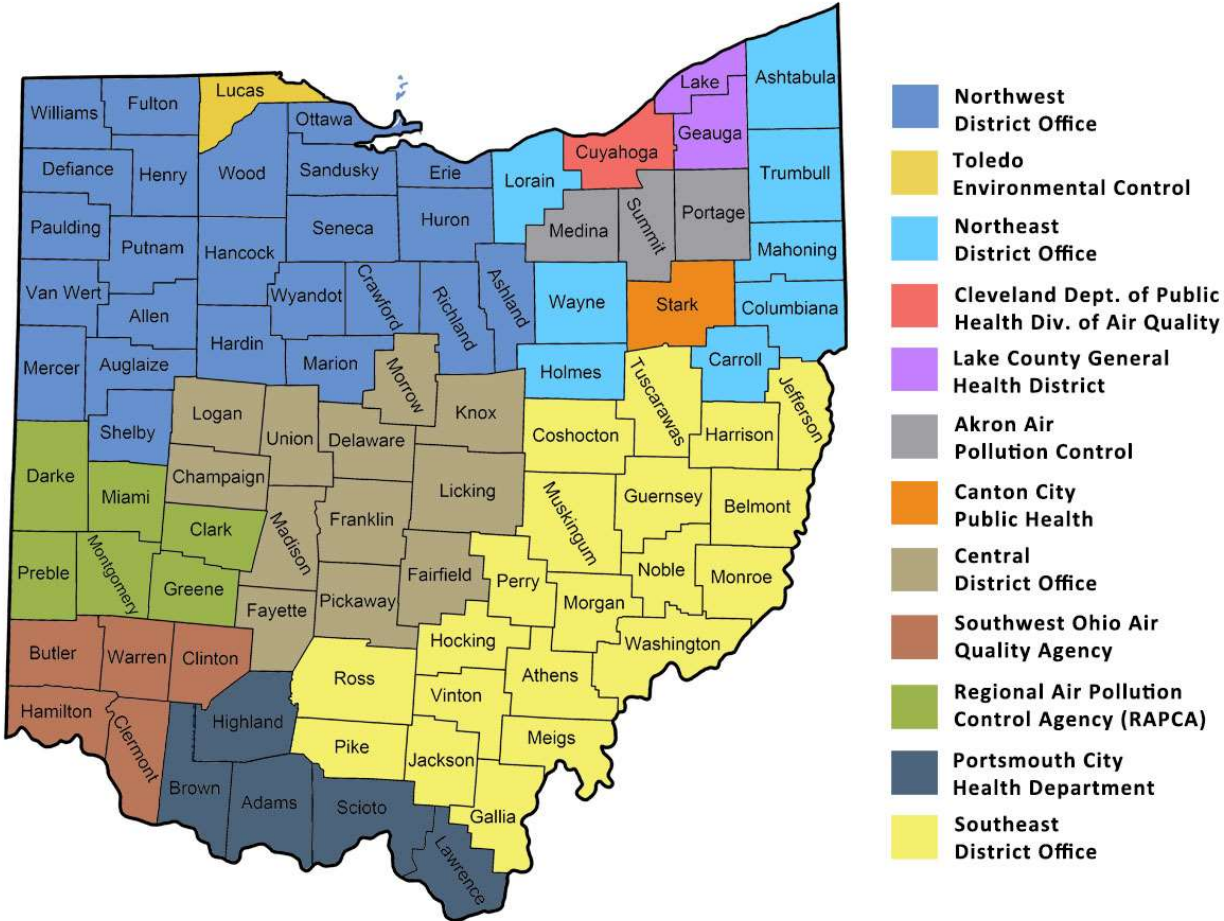 Ashtabula
Lake
Lucas
Fulton
Williams
Ottawa
Geauga
Cuyahoga
Defiance
Henry
Wood
Sandusky
Erie
Lorain
Trumbull
Paulding
Putnam
Hancock
Seneca
Huron
Medina
Summit
Portage
Mahoning
Van Wert
Allen
Wyandot
Crawford
Richland
Ashland
Wayne
Stark
Columbiana
Mercer
Auglaize
Hardin
Marion
Morrow
Holmes
Carroll
Tuscarawas
Jefferson
Shelby
Logan
Union
Delaware
Knox
Coshocton
Harrison
Darke
Miami
Champaign
Licking
Muskingum
Guernsey
Belmont
Clark
Madison
Franklin
Preble
Montgomery
Greene
Fairfield
Perry
Noble
Monroe
Fayette
Pickaway
Morgan
Butler
Warren
Clinton
Hocking
Washington
Ross
Athens
Hamilton
Clermont
Highland
Vinton
Pike
Jackson
Meigs
Brown
Adams
Scioto
Gallia
Lawrence
Northwest
District Office
Toledo
Environmental Control
Northeast
District Office
Cleveland Dept. of Public
Health Div. of Air Quality
Lake County General
Health District
Akron Air
Pollution Control
Canton City
Public Health
Central
District Office
Southwest Ohio Air
Quality Agency
Regional Air Pollution
Control Agency (RAPCA)
Portsmouth City
Health Department
Southeast
District Office